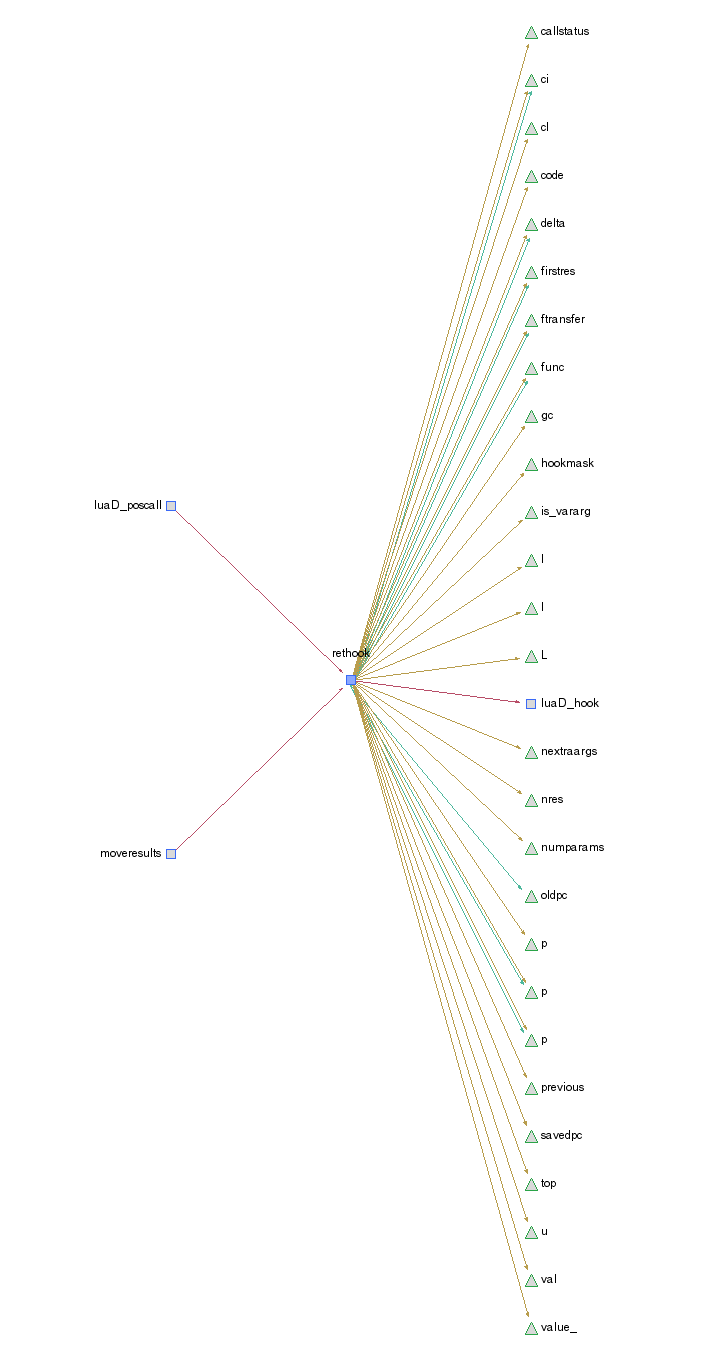 callstatus
ci
cl
code
delta
firstres
ftransfer
func
gc
hookmask
luaD_poscall
is_vararg
l
l
rethook
L
luaD_hook
nextraargs
nres
numparams
moveresults
oldpc
p
p
p
previous
savedpc
top
u
val
value_